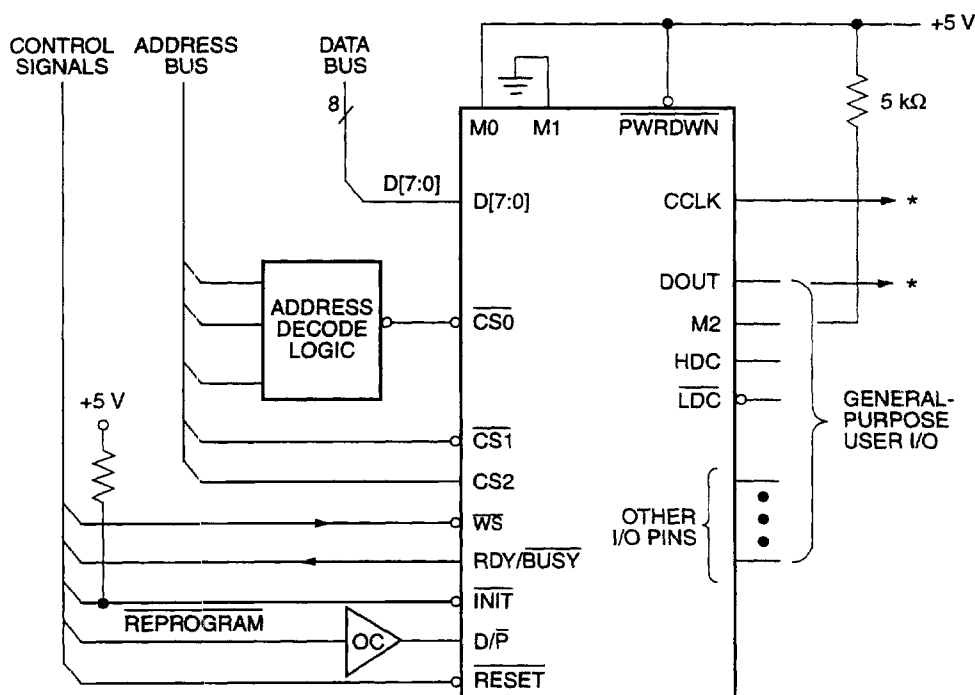 +5 V
CONTROL
SIGNALS
ADDRESS
BUS
DATA
BUS
8
5 kΩ
M0
M1
PWRDWN
D[7:0]
D[7:0]
CCLK
*
DOUT
*
ADDRESS
DECODE
LOGIC
CS0
M2
HDC
LDC
GENERAL-
PURPOSE
USER I/O
+5 V
CS1
CS2
OTHER
I/O PINS
WS
RDY/BUSY
INIT
REPROGRAM
OC
D/P
RESET